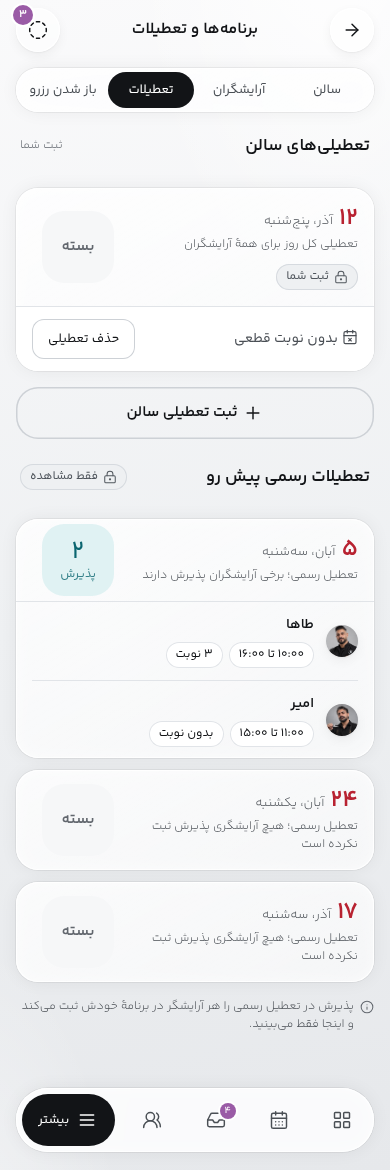 برنامه‌ها و تعطیلات
۳
سالن
آرایشگران
تعطیلات
باز شدن رزرو
تعطیلی‌های سالن
ثبت شما
۱۲ آذر، پنج‌شنبه
تعطیلی کل روز برای همهٔ آرایشگران
ثبت شما
بسته
بدون نوبت قطعی
حذف تعطیلی
ثبت تعطیلی سالن
تعطیلات رسمی پیش رو
فقط مشاهده
۵ آبان، سه‌شنبه
تعطیل رسمی؛ برخی آرایشگران پذیرش دارند
۲
پذیرش
طاها
۱۰:۰۰ تا ۱۶:۰۰
۳ نوبت
امیر
۱۱:۰۰ تا ۱۵:۰۰
بدون نوبت
۲۴ آبان، یکشنبه
تعطیل رسمی؛ هیچ آرایشگری پذیرش ثبت
نکرده است
بسته
۱۷ آذر، سه‌شنبه
تعطیل رسمی؛ هیچ آرایشگری پذیرش ثبت
نکرده است
بسته
پذیرش در تعطیل رسمی را هر آرایشگر در برنامهٔ خودش ثبت می‌کند
و اینجا فقط می‌بینید.
۴
بیشتر